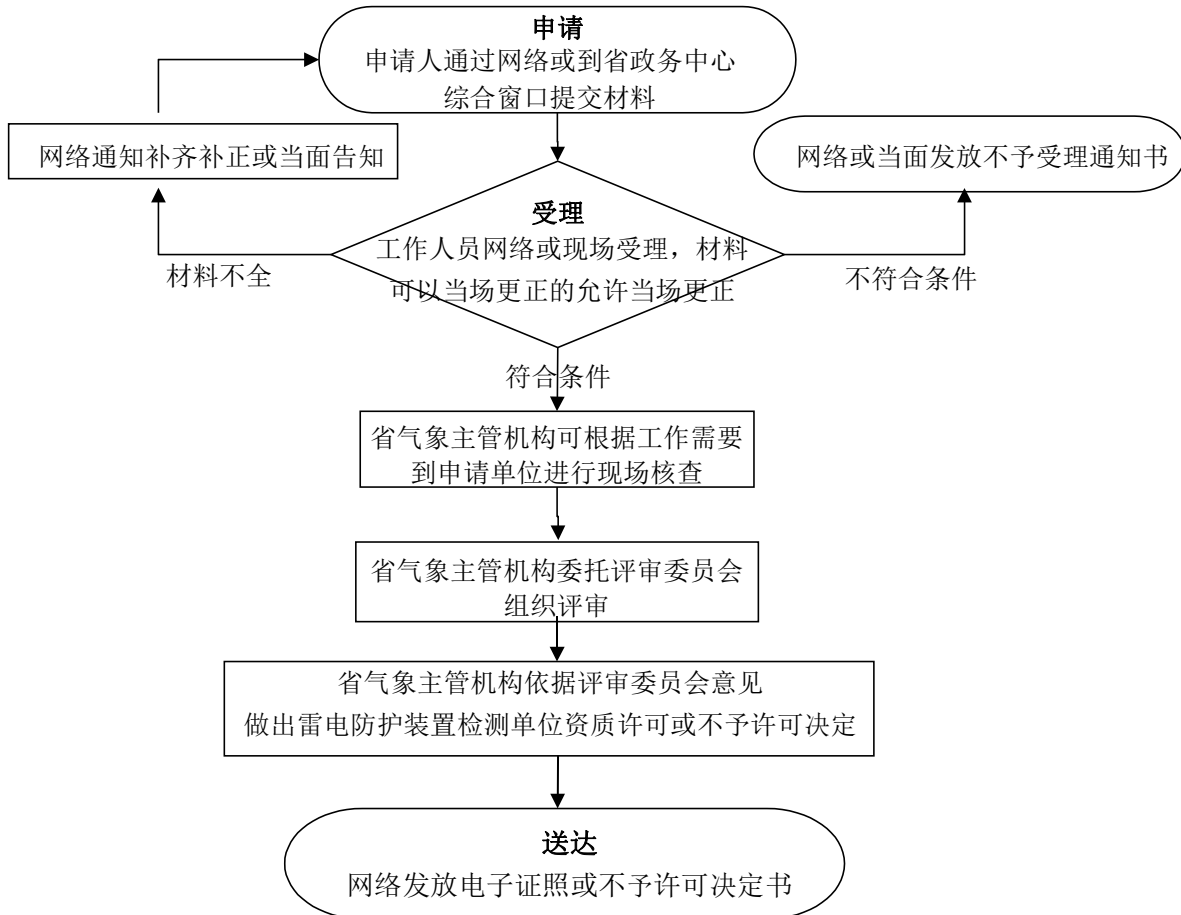 申请
申请人通过网络或到省政务中心
综合窗口提交材料
网络通知补齐补正或当面告知
网络或当面发放不予受理通知书
受理
工作人员网络或现场受理，材料
可以当场更正的允许当场更正
材料不全
不符合条件
符合条件
省气象主管机构可根据工作需要
到申请单位进行现场核查
省气象主管机构委托评审委员会
组织评审
省气象主管机构依据评审委员会意见
做出雷电防护装置检测单位资质许可或不予许可决定
送达
网络发放电子证照或不予许可决定书